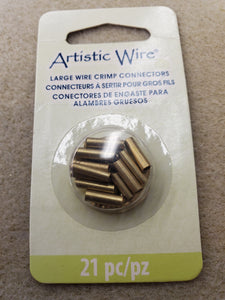 Artistic Wire®
LARGE WIRE CRIMP CONNECTORS
CONNECTEURS À SERTIR POUR GROS FILS
CONECTORES DE ENGASTE PARA
ALAMBRES GRUESOS
21 pc/pz